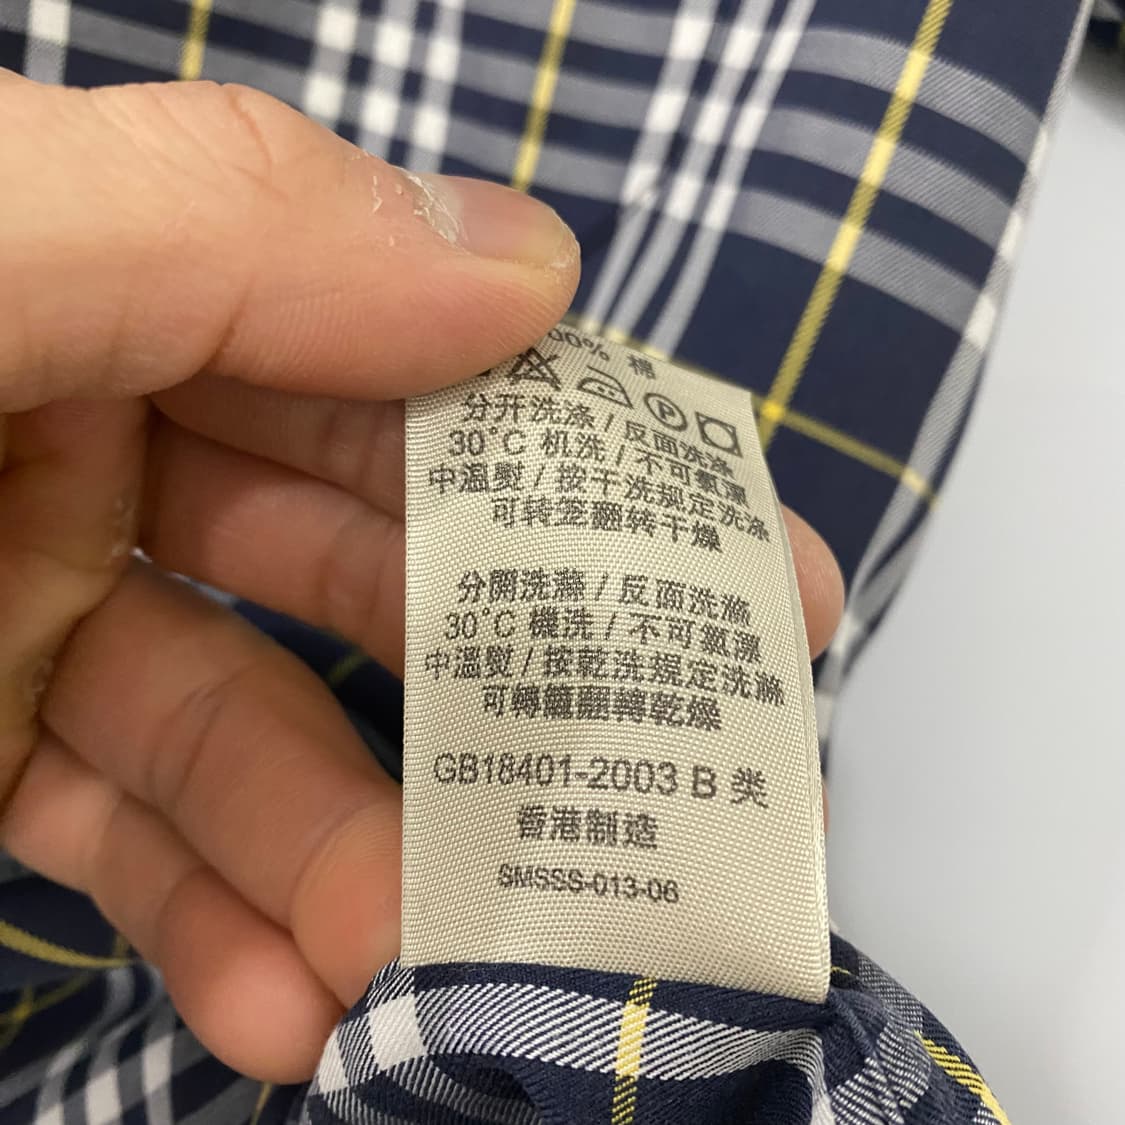 00% 棉
分开洗涤 / 反面洗涤
30°C 机洗 / 不可氯漂
中温熨 / 按干洗规定洗涤
可转笼翻转干燥
分開洗滌 / 反面洗滌
30°C 機洗 / 不可氯漂
中溫熨 / 按乾洗規定洗滌
可轉籠翻轉乾燥
GB18401-2003 B 类
香港制造
SMSSS-013-06